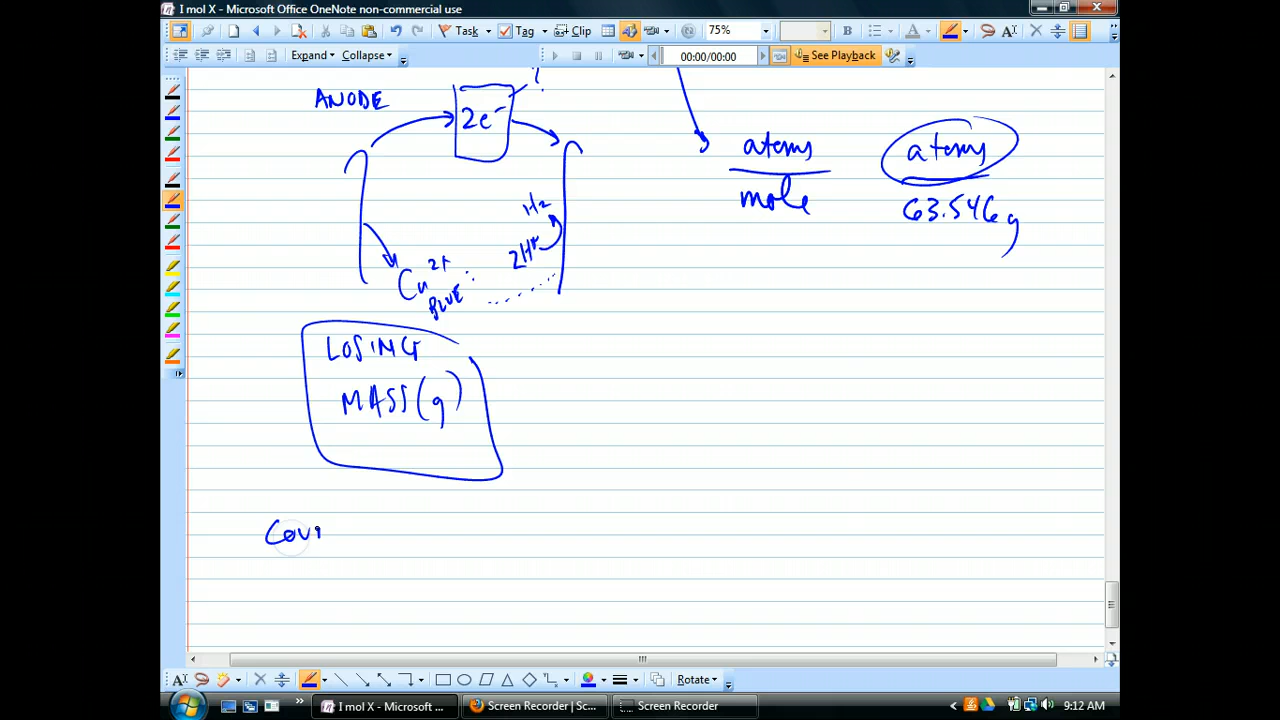 I mol X - Microsoft Office OneNote non-commercial use
Task Tag Clip 75% B
Expand Collapse 00:00/00:00 See Playback
ANODE
2e⁻ ?
atoms
mole
atoms
63.546g
H2
2H⁺
Cu²⁺
BLUE
LOSING
MASS(g)
Cou
Rotate
I mol X - Microsoft ... Screen Recorder | Sc... Screen Recorder 9:12 AM